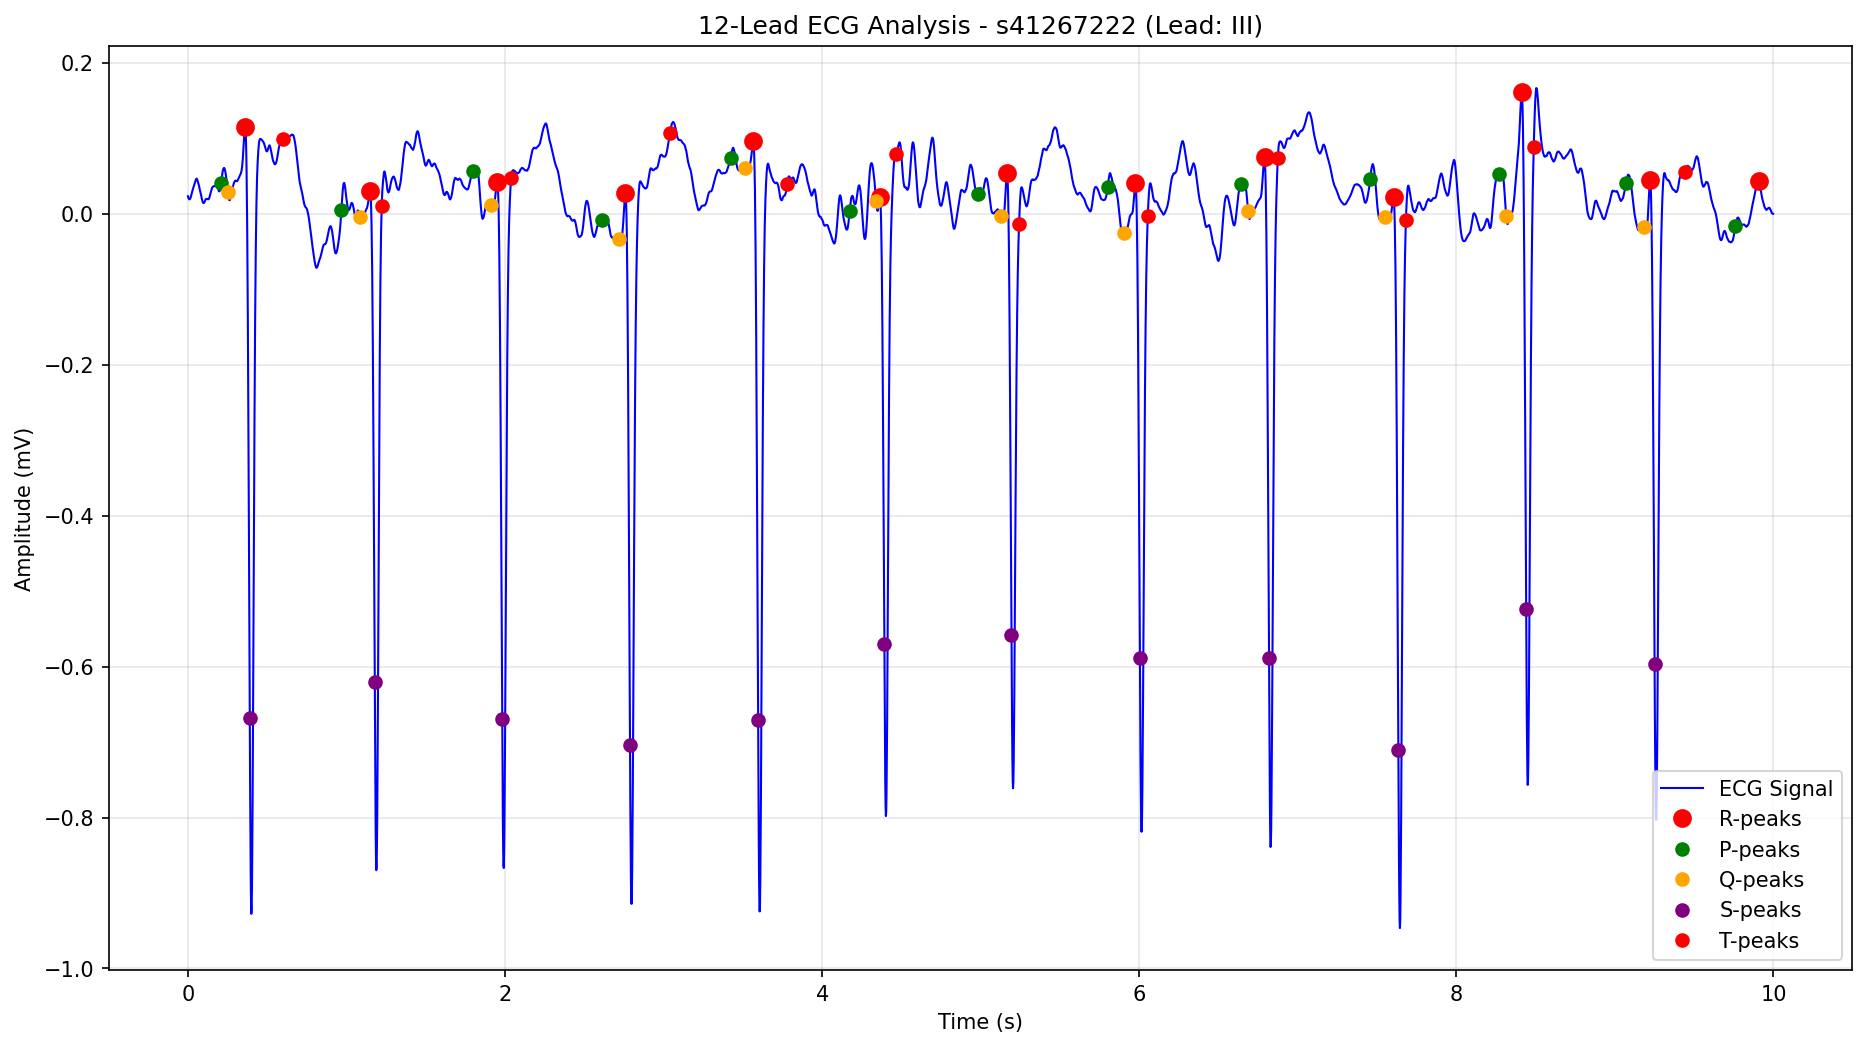 12-Lead ECG Analysis - s41267222 (Lead: III)
0.2
0.0
−0.2
−0.4
−0.6
−0.8
−1.0
Amplitude (mV)
0 2 4 6 8 10
Time (s)
ECG Signal
R-peaks
P-peaks
Q-peaks
S-peaks
T-peaks